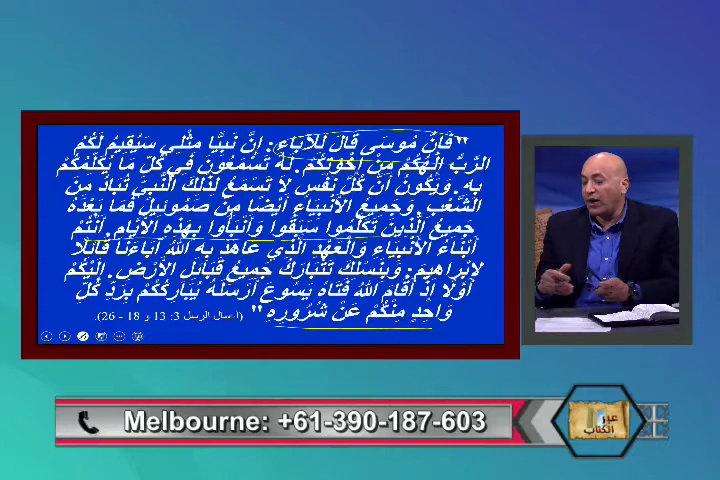 " فَإِنَّ مُوسَى قَالَ لِلآبَاءِ : إِنَّ نَبِيًّا مِثْلِي سَيُقِيمُ لَكُمُ
الرَّبُّ إِلهُكُمْ مِنْ إِخْوَتِكُمْ . لَهُ تَسْمَعُونَ فِي كُلِّ مَا يُكَلِّمُكُمْ
بِهِ . وَيَكُونُ أَنَّ كُلَّ نَفْسٍ لاَ تَسْمَعُ لِذلِكَ النَّبِيِّ تُبَادُ مِنَ
الشَّعْبِ . وَجَمِيعُ الأَنْبِيَاءِ أَيْضًا مِنْ صَمُوئِيلَ فَمَا بَعْدَهُ
جَمِيعُ الَّذِينَ تَكَلَّمُوا سَبَقُوا وَأَنْبَأُوا بِهذِهِ الأَيَّامِ . أَنْتُمْ
أَبْنَاءُ الأَنْبِيَاءِ وَالْعَهْدِ الَّذِي عَاهَدَ بِهِ اللهُ آبَاءَنَا قَائِلاً
لإِبْراهِيمَ : وَبِنَسْلِكَ تَتَبَارَكُ جَمِيعُ قَبَائِلِ الأَرْضِ . إِلَيْكُمْ
أَوَّلاً إِذْ أَقَامَ اللهُ فَتَاهُ يَسُوعَ أَرْسَلَهُ يُبَارِكُكُمْ بِرَدِّ كُلِّ
وَاحِدٍ مِنْكُمْ عَنْ شُرُورِهِ " (أعمال الرسل 3: 13 و 18 - 26).
Melbourne: +61-390-187-603
عبر
الكتاب